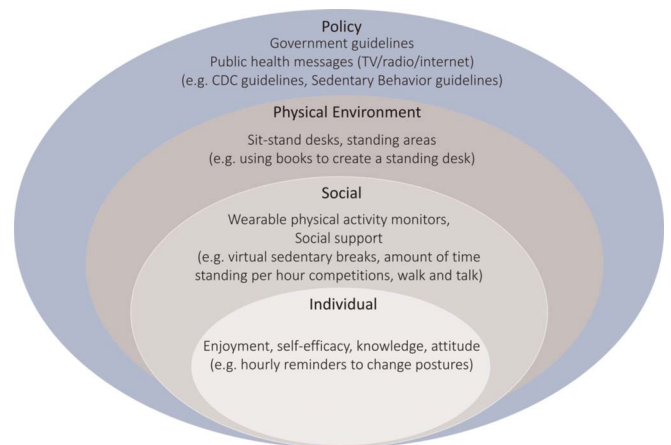 Policy
Government guidelines
Public health messages (TV/radio/internet)
(e.g. CDC guidelines, Sedentary Behavior guidelines)
Physical Environment
Sit-stand desks, standing areas
(e.g. using books to create a standing desk)
Social
Wearable physical activity monitors,
Social support
(e.g. virtual sedentary breaks, amount of time
standing per hour competitions, walk and talk)
Individual
Enjoyment, self-efficacy, knowledge, attitude
(e.g. hourly reminders to change postures)